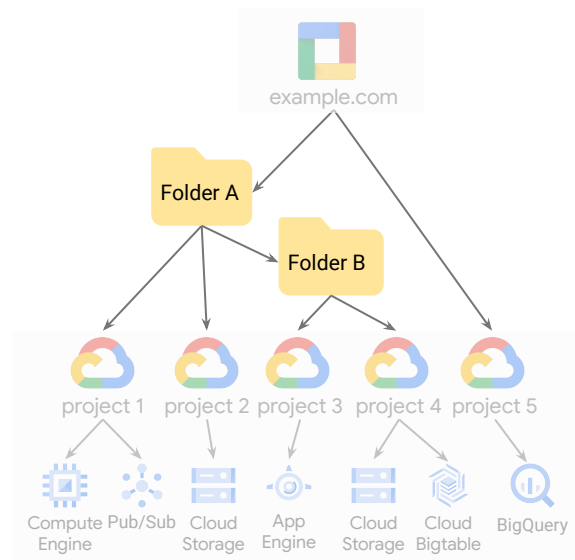 example.com
Folder A
Folder B
project 1
project 2
project 3
project 4
project 5
Compute
Engine
Pub/Sub
Cloud
Storage
App
Engine
Cloud
Storage
Cloud
Bigtable
BigQuery